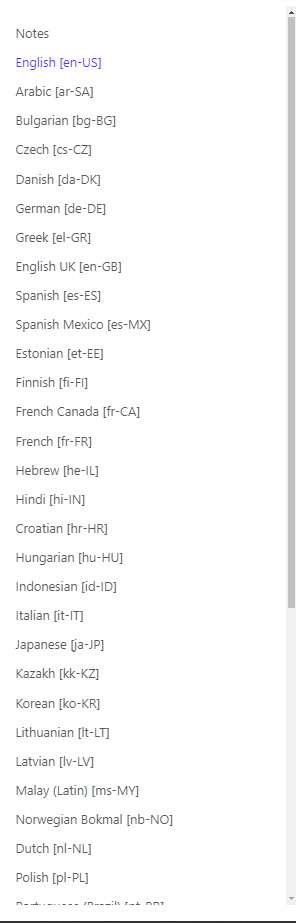 Notes
English [en-US]
Arabic [ar-SA]
Bulgarian [bg-BG]
Czech [cs-CZ]
Danish [da-DK]
German [de-DE]
Greek [el-GR]
English UK [en-GB]
Spanish [es-ES]
Spanish Mexico [es-MX]
Estonian [et-EE]
Finnish [fi-FI]
French Canada [fr-CA]
French [fr-FR]
Hebrew [he-IL]
Hindi [hi-IN]
Croatian [hr-HR]
Hungarian [hu-HU]
Indonesian [id-ID]
Italian [it-IT]
Japanese [ja-JP]
Kazakh [kk-KZ]
Korean [ko-KR]
Lithuanian [lt-LT]
Latvian [lv-LV]
Malay (Latin) [ms-MY]
Norwegian Bokmal [nb-NO]
Dutch [nl-NL]
Polish [pl-PL]
Portuguese (Brazil) [pt-BR]